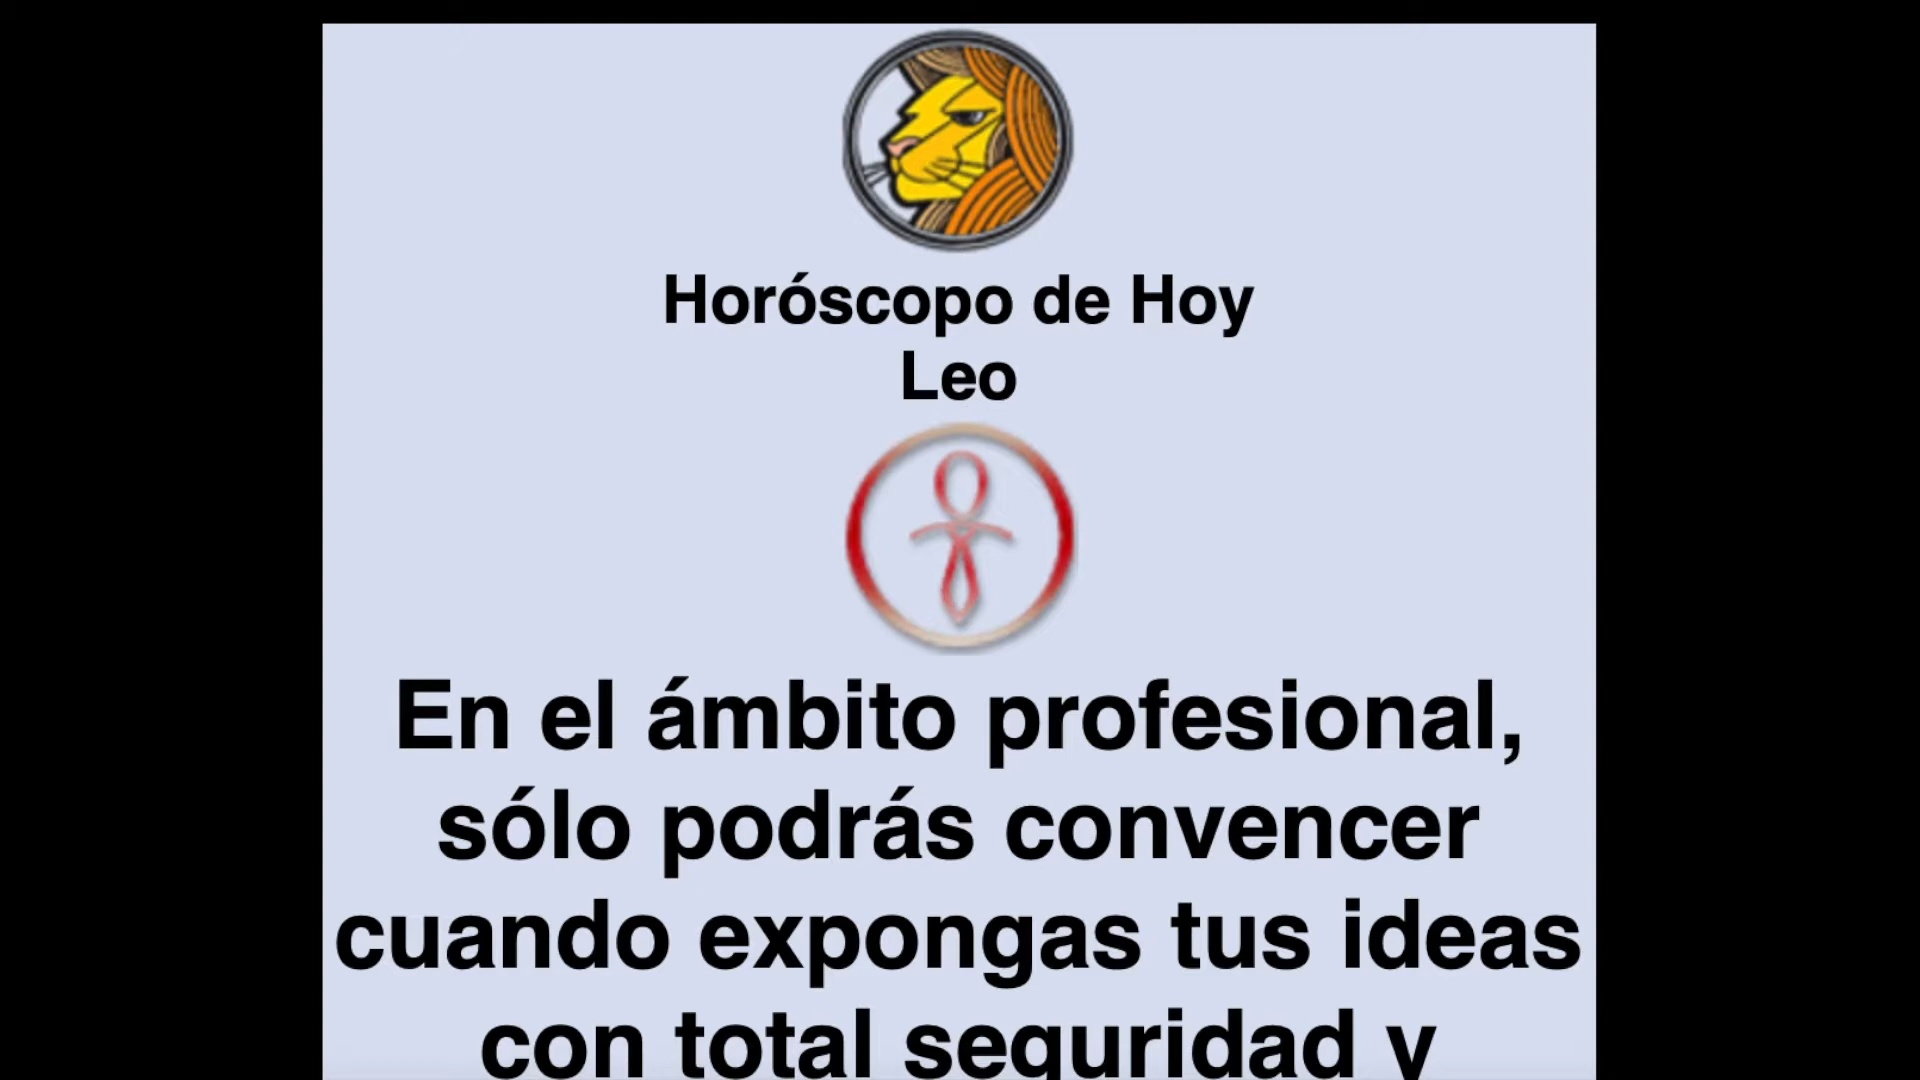 Horóscopo de Hoy
Leo
En el ámbito profesional,
sólo podrás convencer
cuando expongas tus ideas
con total seguridad y